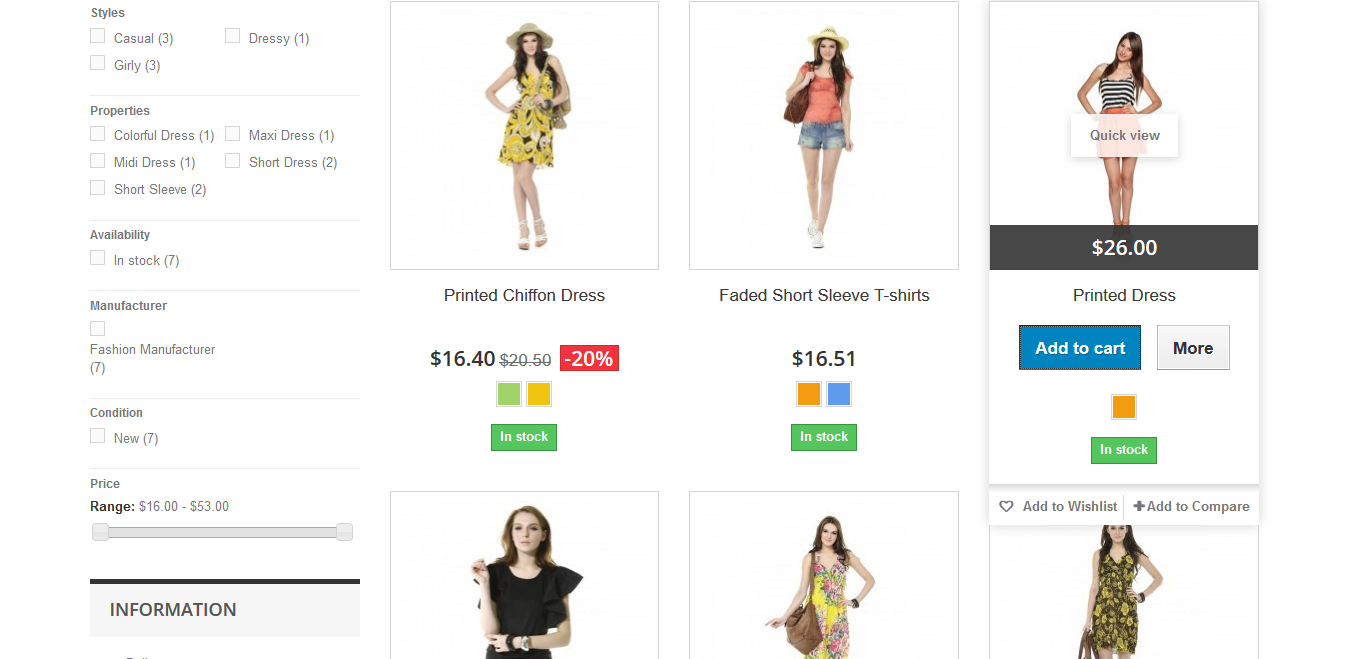 Styles
Casual (3)
Dressy (1)
Girly (3)
Properties
Colorful Dress (1)
Maxi Dress (1)
Midi Dress (1)
Short Dress (2)
Short Sleeve (2)
Availability
In stock (7)
Manufacturer
Fashion Manufacturer
(7)
Condition
New (7)
Price
Range: $16.00 - $53.00
INFORMATION
Printed Chiffon Dress
$16.40 $20.50 -20%
In stock
Faded Short Sleeve T-shirts
$16.51
In stock
Quick view
$26.00
Printed Dress
Add to cart
More
In stock
Add to Wishlist
Add to Compare